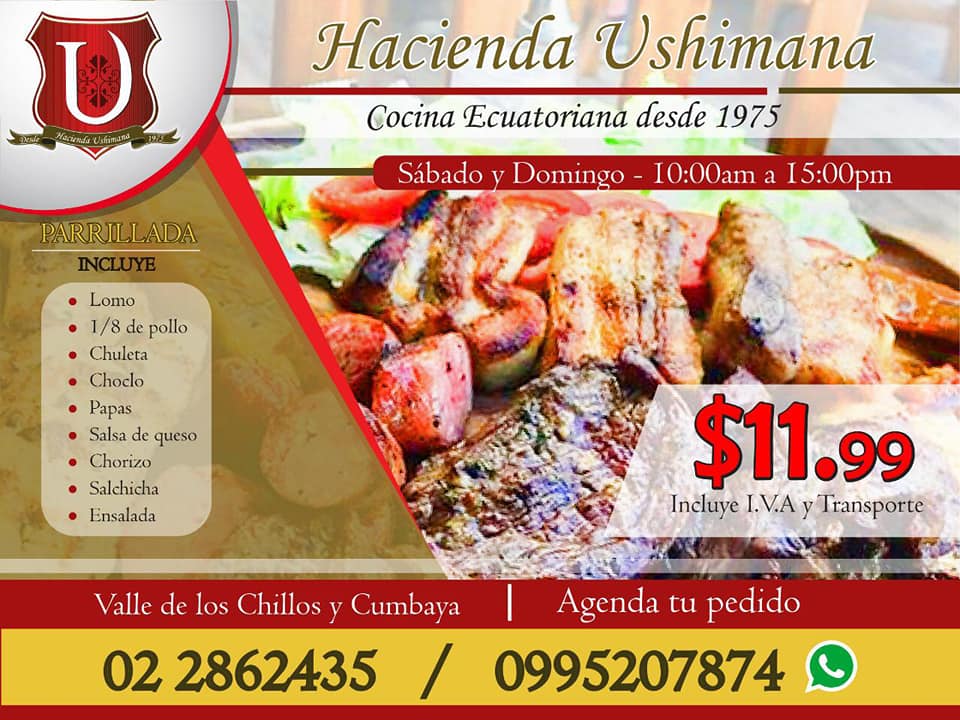 U
Desde Hacienda Ushimana 1975
Hacienda Ushimana
Cocina Ecuatoriana desde 1975
Sábado y Domingo - 10:00am a 15:00pm
PARRILLADA
INCLUYE
• Lomo
• 1/8 de pollo
• Chuleta
• Choclo
• Papas
• Salsa de queso
• Chorizo
• Salchicha
• Ensalada
$11.99
Incluye I.V.A y Transporte
Valle de los Chillos y Cumbaya | Agenda tu pedido
02 2862435 / 0995207874